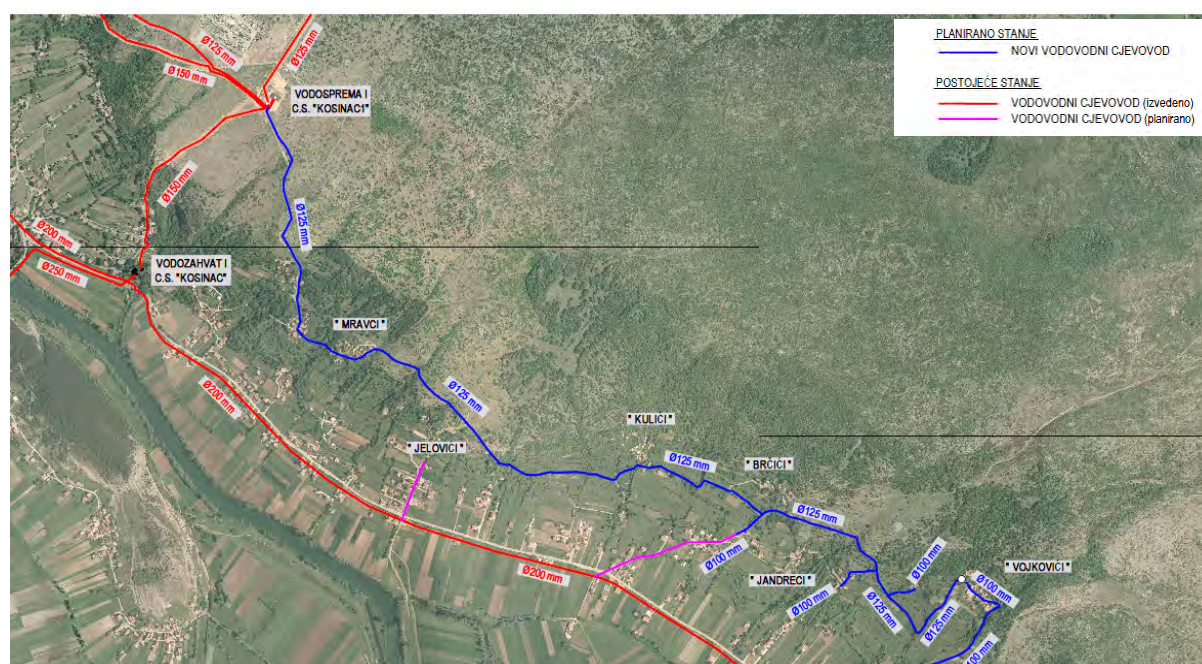 PLANIRANO STANJE
NOVI VODOVODNI CJEVOVOD
POSTOJEĆE STANJE
VODOVODNI CJEVOVOD (izvedeno)
VODOVODNI CJEVOVOD (planirano)
Ø125 mm
Ø125 mm
Ø150 mm
VODOSPREMA I
C.S. "KOSINAC1"
Ø150 mm
Ø125 mm
Ø200 mm
Ø250 mm
VODOZAHVAT I
C.S. "KOSINAC"
" MRAVCI "
Ø200 mm
Ø125 mm
" JELOVICI "
" KULICI "
Ø125 mm
" BRČICI "
Ø125 mm
Ø100 mm
Ø200 mm
" JANDRECI "
Ø100 mm
Ø100 mm
" VOJKOVICI "
Ø100 mm
Ø125 mm
Ø125 mm
Ø100 mm